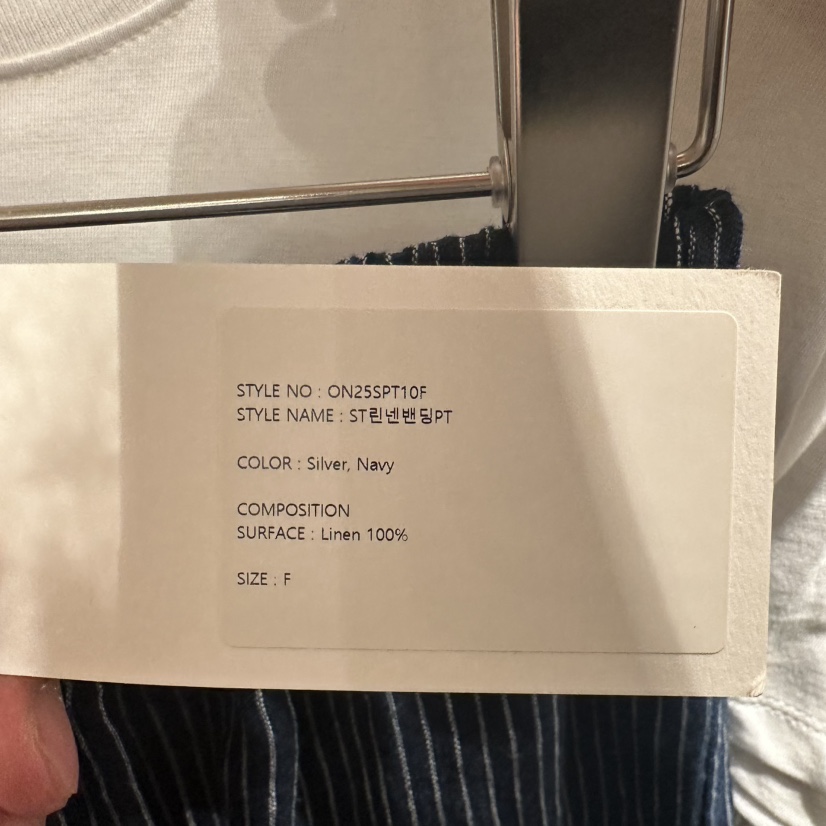 STYLE NO : ON25SPT10F
STYLE NAME : ST린넨밴딩PT
COLOR : Silver, Navy
COMPOSITION
SURFACE : Linen 100%
SIZE : F